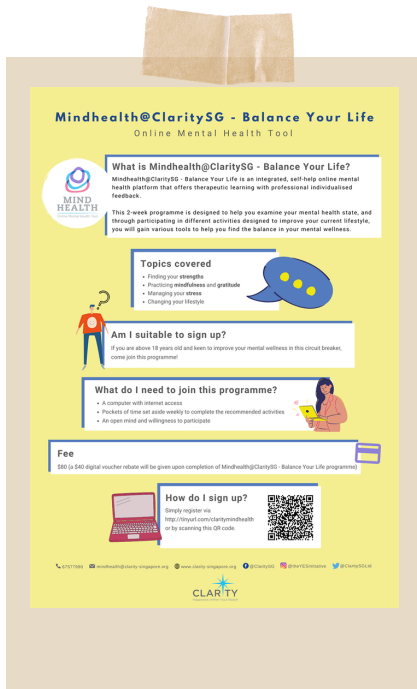 Mindhealth@ClaritySG - Balance Your Life
Online Mental Health Tool
MIND
HEALTH
Online Mental Health Tool
What is Mindhealth@ClaritySG - Balance Your Life?
Mindhealth@ClaritySG - Balance Your Life is an integrated, self-help online mental
health platform that offers therapeutic learning with professional individualised
feedback.
This 2-week programme is designed to help you examine your mental health state, and
through participating in different activities designed to improve your current lifestyle,
you will gain various tools to help you find the balance in your mental wellness.
Topics covered
• Finding your strengths
• Practicing mindfulness and gratitude
• Managing your stress
• Changing your lifestyle
Am I suitable to sign up?
If you are above 18 years old and keen to improve your mental wellness in this circuit breaker,
come join this programme!
What do I need to join this programme?
• A computer with internet access
• Pockets of time set aside weekly to complete the recommended activities
• An open mind and willingness to participate
Fee
$80 (a $40 digital voucher rebate will be given upon completion of Mindhealth@ClaritySG - Balance Your Life programme)
How do I sign up?
Simply register via
http://tinyurl.com/claritymindhealth
or by scanning this QR code.
67577990 mindhealth@clarity-singapore.org www.clarity-singapore.org @ClaritySG @theYESinitiative @ClaritySGLtd
CLARITY